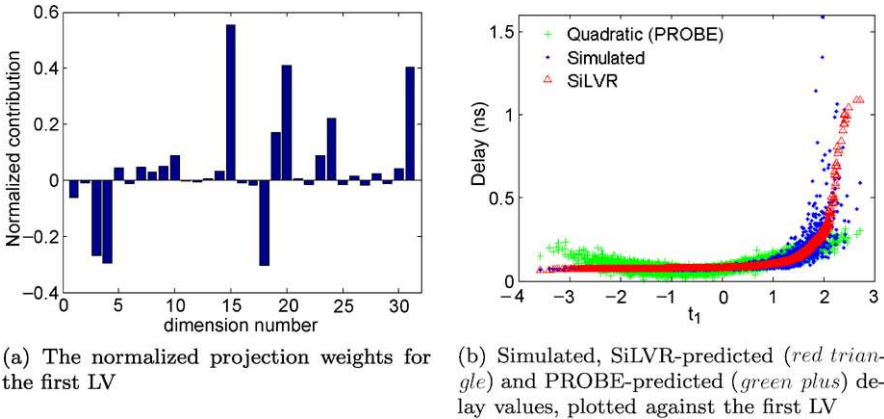 Normalized contribution
0.6
0.4
0.2
0
−0.2
−0.4
0 5 10 15 20 25 30
dimension number
(a) The normalized projection weights for
the first LV
Delay (ns)
1.5
1
0.5
0
Quadratic (PROBE)
Simulated
SiLVR
−4 −3 −2 −1 0 1 2 3
t1
(b) Simulated, SiLVR-predicted (red trian-
gle) and PROBE-predicted (green plus) de-
lay values, plotted against the first LV